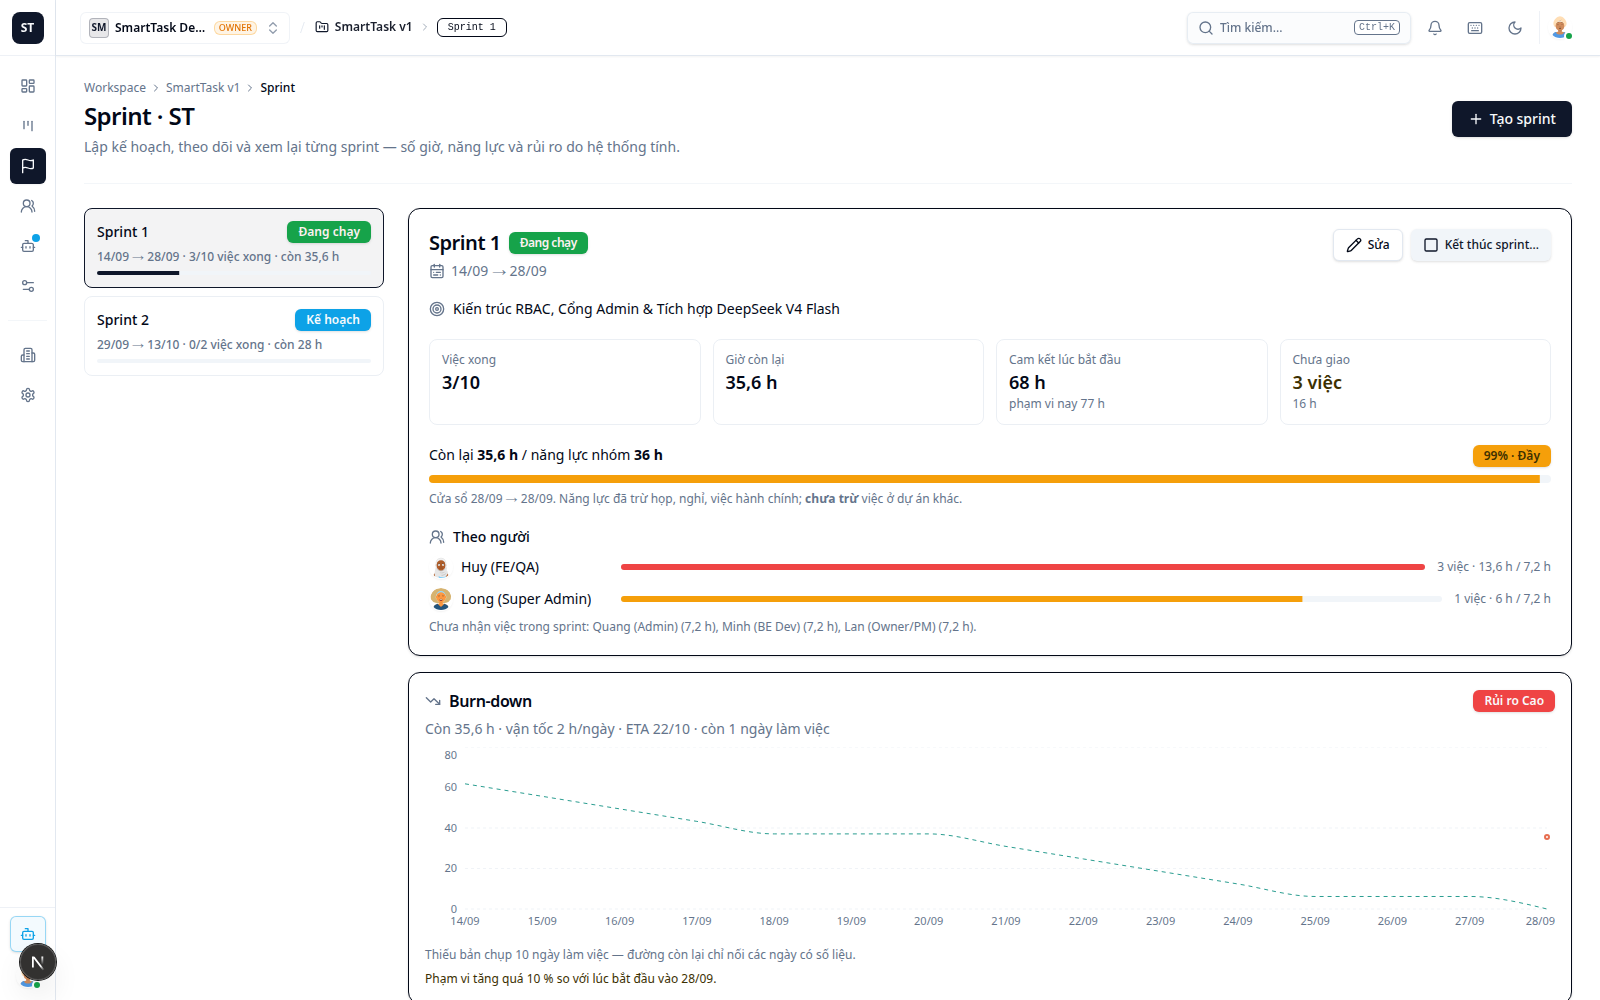 ST
SM SmartTask De... OWNER
SmartTask v1
Sprint 1
Tìm kiếm... Ctrl+K
Workspace > SmartTask v1 > Sprint
Sprint · ST
Lập kế hoạch, theo dõi và xem lại từng sprint — số giờ, năng lực và rủi ro do hệ thống tính.
+ Tạo sprint
Sprint 1 Đang chạy
14/09 → 28/09 · 3/10 việc xong · còn 35,6 h
Sprint 2 Kế hoạch
29/09 → 13/10 · 0/2 việc xong · còn 28 h
Sprint 1 Đang chạy
Sửa
Kết thúc sprint...
14/09 → 28/09
Kiến trúc RBAC, Cổng Admin & Tích hợp DeepSeek V4 Flash
Việc xong
3/10
Giờ còn lại
35,6 h
Cam kết lúc bắt đầu
68 h
phạm vi nay 77 h
Chưa giao
3 việc
16 h
Còn lại 35,6 h / năng lực nhóm 36 h
99% · Đầy
Cửa sổ 28/09 → 28/09. Năng lực đã trừ họp, nghỉ, việc hành chính; chưa trừ việc ở dự án khác.
Theo người
Huy (FE/QA) 3 việc · 13,6 h / 7,2 h
Long (Super Admin) 1 việc · 6 h / 7,2 h
Chưa nhận việc trong sprint: Quang (Admin) (7,2 h), Minh (BE Dev) (7,2 h), Lan (Owner/PM) (7,2 h).
Burn-down
Rủi ro Cao
Còn 35,6 h · vận tốc 2 h/ngày · ETA 22/10 · còn 1 ngày làm việc
80
60
40
20
0
14/09 15/09 16/09 17/09 18/09 19/09 20/09 21/09 22/09 23/09 24/09 25/09 26/09 27/09 28/09
Thiếu bản chụp 10 ngày làm việc — đường còn lại chỉ nối các ngày có số liệu.
Phạm vi tăng quá 10 % so với lúc bắt đầu vào 28/09.
N